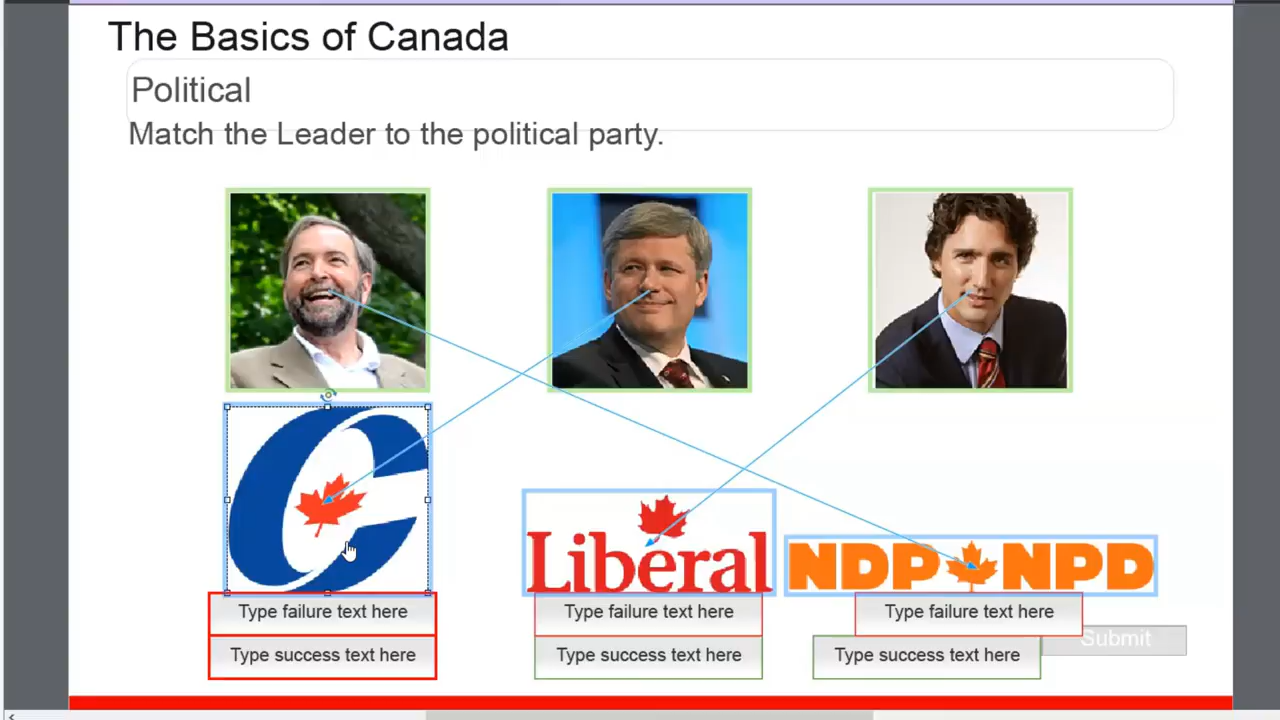 The Basics of Canada
Political
Match the Leader to the political party.
Liberal
NDP NPD
Type failure text here
Type failure text here
Type failure text here
Submit
Type success text here
Type success text here
Type success text here